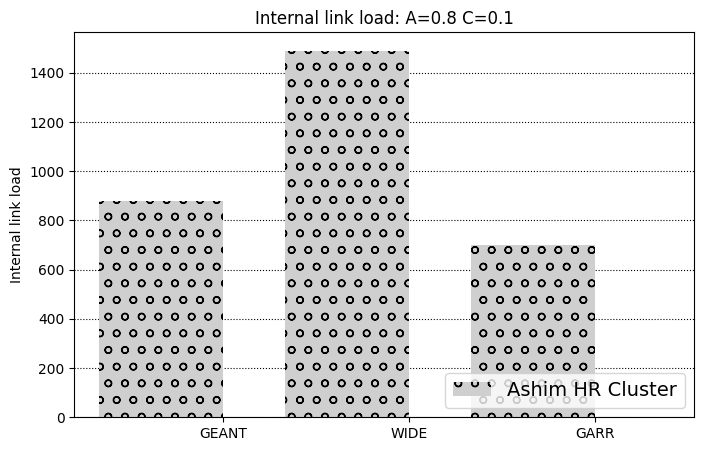 Internal link load: A=0.8 C=0.1
Internal link load
1400
1200
1000
800
600
400
200
0
GEANT
WIDE
GARR
Ashim HR Cluster